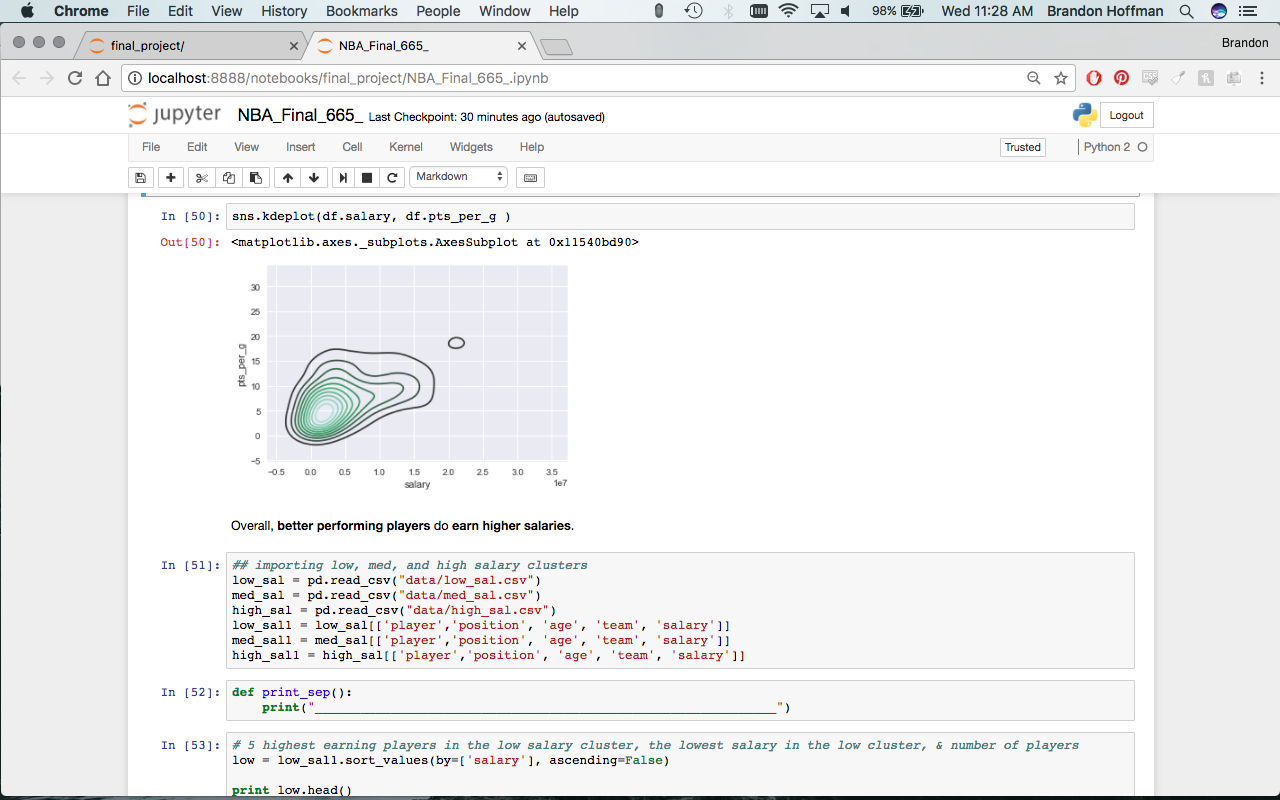 Chrome File Edit View History Bookmarks People Window Help 98% Wed 11:28 AM Brandon Hoffman
final_project/ NBA_Final_665_ Brandon
localhost:8888/notebooks/final_project/NBA_Final_665_.ipynb
jupyter NBA_Final_665_ Last Checkpoint: 30 minutes ago (autosaved) Logout
File Edit View Insert Cell Kernel Widgets Help Trusted Python 2
Markdown
In [50]: sns.kdeplot(df.salary, df.pts_per_g )
Out[50]: <matplotlib.axes._subplots.AxesSubplot at 0x11540bd90>
30
25
20
15
10
5
0
−5
pts_per_g
−0.5 0.0 0.5 1.0 1.5 2.0 2.5 3.0 3.5
salary 1e7
Overall, better performing players do earn higher salaries.
In [51]: ## importing low, med, and high salary clusters
low_sal = pd.read_csv("data/low_sal.csv")
med_sal = pd.read_csv("data/med_sal.csv")
high_sal = pd.read_csv("data/high_sal.csv")
low_sal1 = low_sal[['player','position', 'age', 'team', 'salary']]
med_sal1 = med_sal[['player','position', 'age', 'team', 'salary']]
high_sal1 = high_sal[['player','position', 'age', 'team', 'salary']]
In [52]: def print_sep():
print("______________________________________________________________")
In [53]: # 5 highest earning players in the low salary cluster, the lowest salary in the low cluster, & number of players
low = low_sal1.sort_values(by=['salary'], ascending=False)
print low.head()